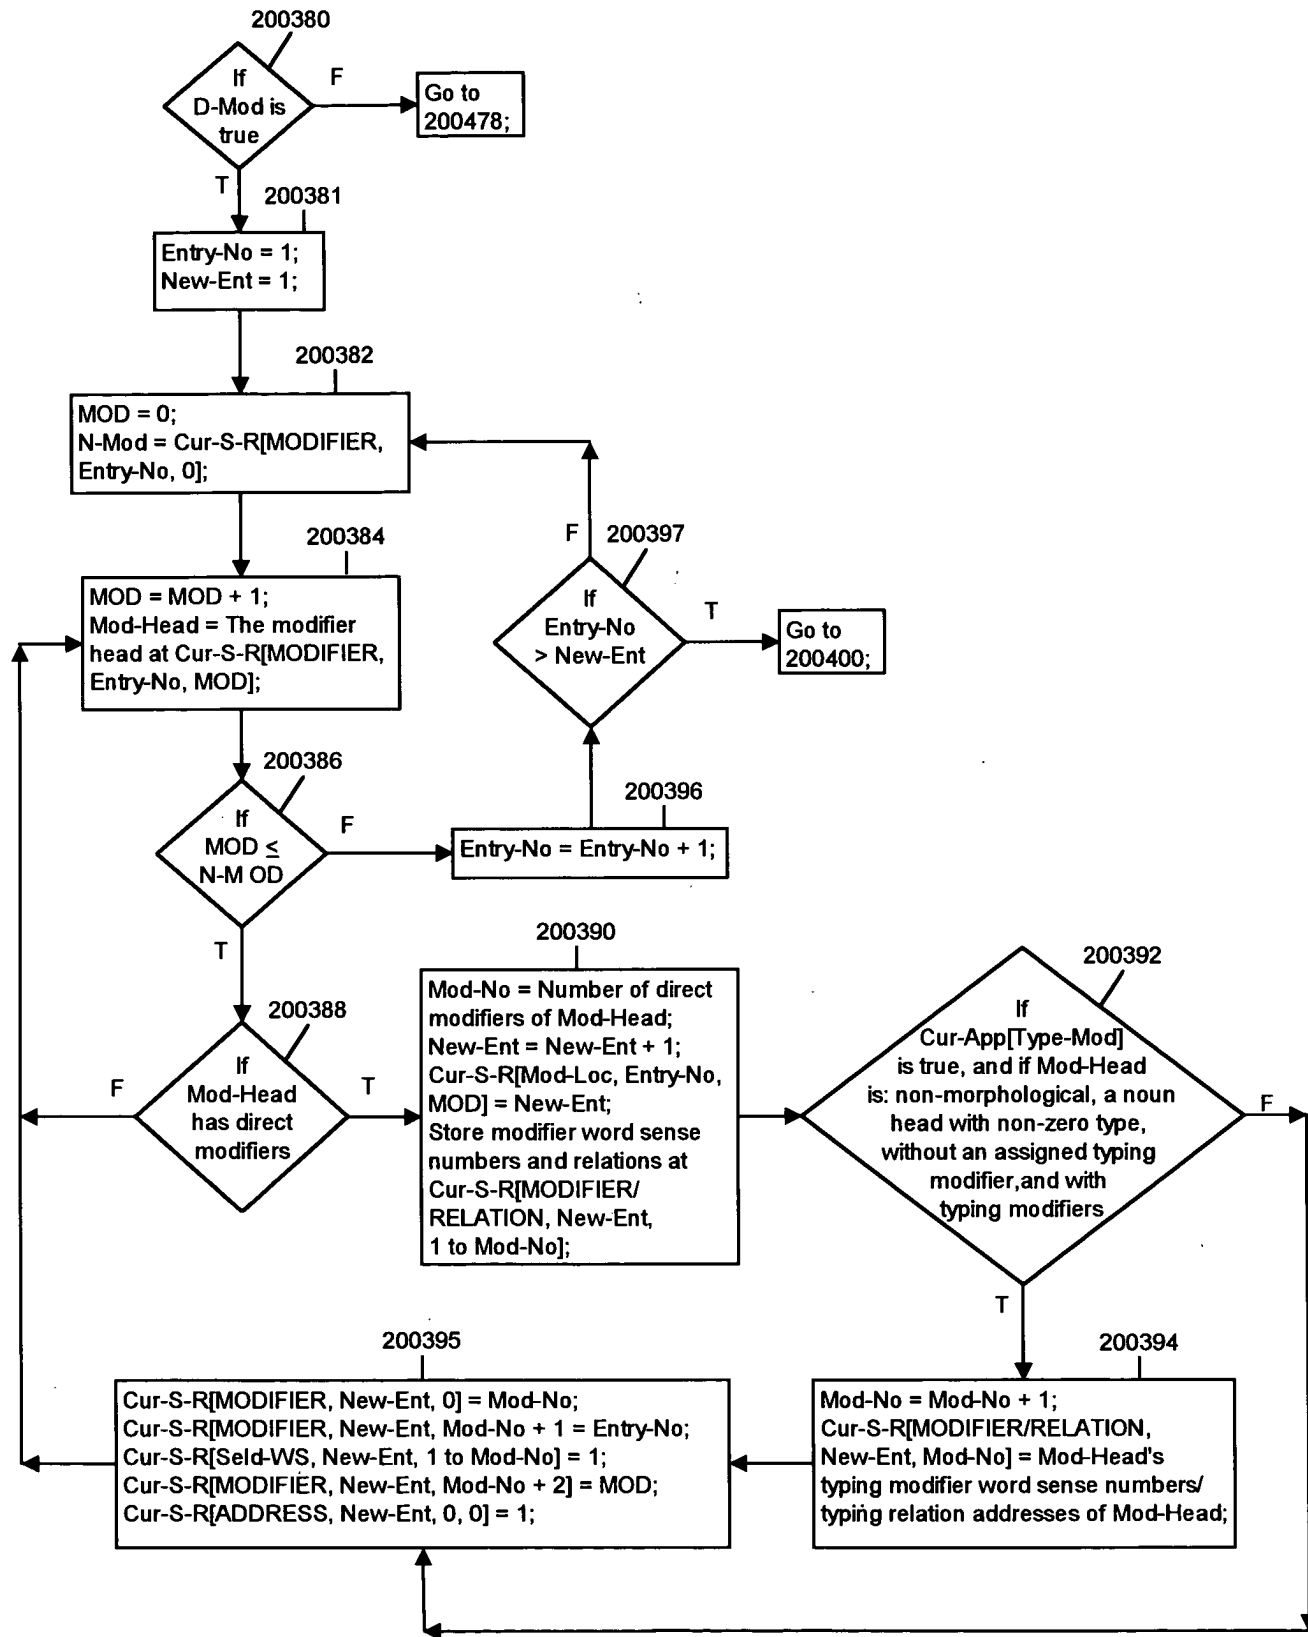 200380
If
D-Mod is
true
F
Go to
200478;
T
200381
Entry-No = 1;
New-Ent = 1;
200382
MOD = 0;
N-Mod = Cur-S-R[MODIFIER,
Entry-No, 0];
200384
MOD = MOD + 1;
Mod-Head = The modifier
head at Cur-S-R[MODIFIER,
Entry-No, MOD];
F
200397
If
Entry-No
> New-Ent
T
Go to
200400;
200386
If
MOD ≤
N-M OD
F
200396
Entry-No = Entry-No + 1;
T
200388
If
Mod-Head
has direct
modifiers
F
T
200390
Mod-No = Number of direct
modifiers of Mod-Head;
New-Ent = New-Ent + 1;
Cur-S-R[Mod-Loc, Entry-No,
MOD] = New-Ent;
Store modifier word sense
numbers and relations at
Cur-S-R[MODIFIER/
RELATION, New-Ent,
1 to Mod-No];
200392
If
Cur-App[Type-Mod]
is true, and if Mod-Head
is: non-morphological, a noun
head with non-zero type,
without an assigned typing
modifier,and with
typing modifiers
F
T
200394
Mod-No = Mod-No + 1;
Cur-S-R[MODIFIER/RELATION,
New-Ent, Mod-No] = Mod-Head's
typing modifier word sense numbers/
typing relation addresses of Mod-Head;
200395
Cur-S-R[MODIFIER, New-Ent, 0] = Mod-No;
Cur-S-R[MODIFIER, New-Ent, Mod-No + 1 = Entry-No;
Cur-S-R[Seld-WS, New-Ent, 1 to Mod-No] = 1;
Cur-S-R[MODIFIER, New-Ent, Mod-No + 2] = MOD;
Cur-S-R[ADDRESS, New-Ent, 0, 0] = 1;